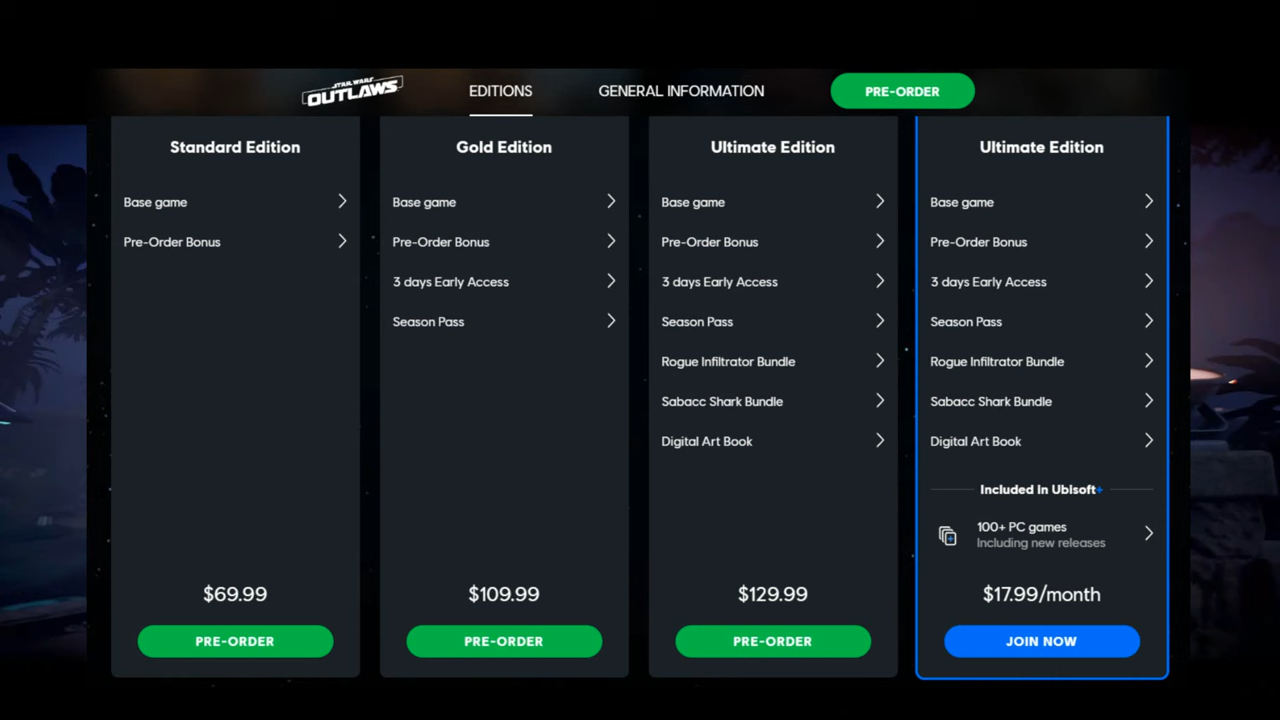 STAR WARS
OUTLAWS
EDITIONS
GENERAL INFORMATION
PRE-ORDER
Standard Edition
Base game
Pre-Order Bonus
$69.99
PRE-ORDER
Gold Edition
Base game
Pre-Order Bonus
3 days Early Access
Season Pass
$109.99
PRE-ORDER
Ultimate Edition
Base game
Pre-Order Bonus
3 days Early Access
Season Pass
Rogue Infiltrator Bundle
Sabacc Shark Bundle
Digital Art Book
$129.99
PRE-ORDER
Ultimate Edition
Base game
Pre-Order Bonus
3 days Early Access
Season Pass
Rogue Infiltrator Bundle
Sabacc Shark Bundle
Digital Art Book
Included In Ubisoft+
100+ PC games
Including new releases
$17.99/month
JOIN NOW